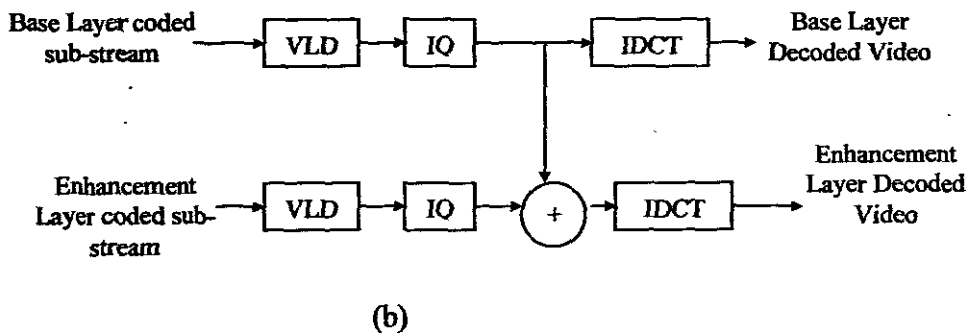 Base Layer coded
sub-stream
VLD
IQ
IDCT
Base Layer
Decoded Video
Enhancement
Layer coded sub-
stream
VLD
IQ
+
IDCT
Enhancement
Layer Decoded
Video
(b)